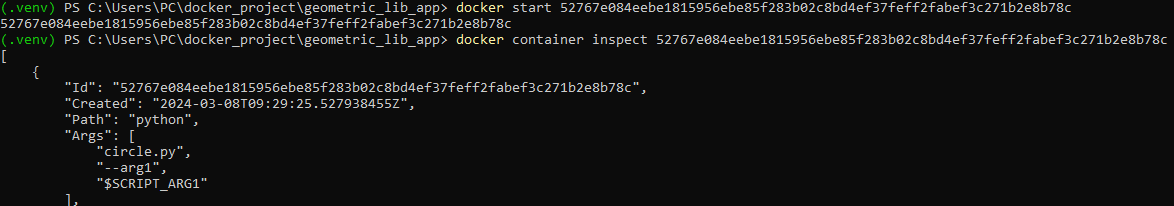 (.venv) PS C:\Users\PC\docker_project\geometric_lib_app> docker start 52767e084eebe1815956ebe85f283b02c8bd4ef37feff2fabef3c271b2e8b78c
52767e084eebe1815956ebe85f283b02c8bd4ef37feff2fabef3c271b2e8b78c
(.venv) PS C:\Users\PC\docker_project\geometric_lib_app> docker container inspect 52767e084eebe1815956ebe85f283b02c8bd4ef37feff2fabef3c271b2e8b78c
[
    {
        "Id": "52767e084eebe1815956ebe85f283b02c8bd4ef37feff2fabef3c271b2e8b78c",
        "Created": "2024-03-08T09:29:25.527938455Z",
        "Path": "python",
        "Args": [
            "circle.py",
            "--arg1",
            "$SCRIPT_ARG1"
        ],